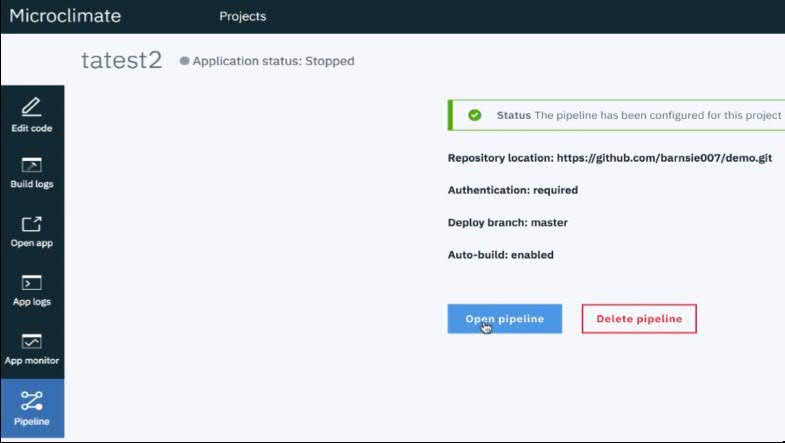 Microclimate Projects
tatest2 Application status: Stopped
Edit code
Build logs
Open app
App logs
App monitor
Pipeline
Status The pipeline has been configured for this project
Repository location: https://github.com/barnsie007/demo.git
Authentication: required
Deploy branch: master
Auto-build: enabled
Open pipeline Delete pipeline